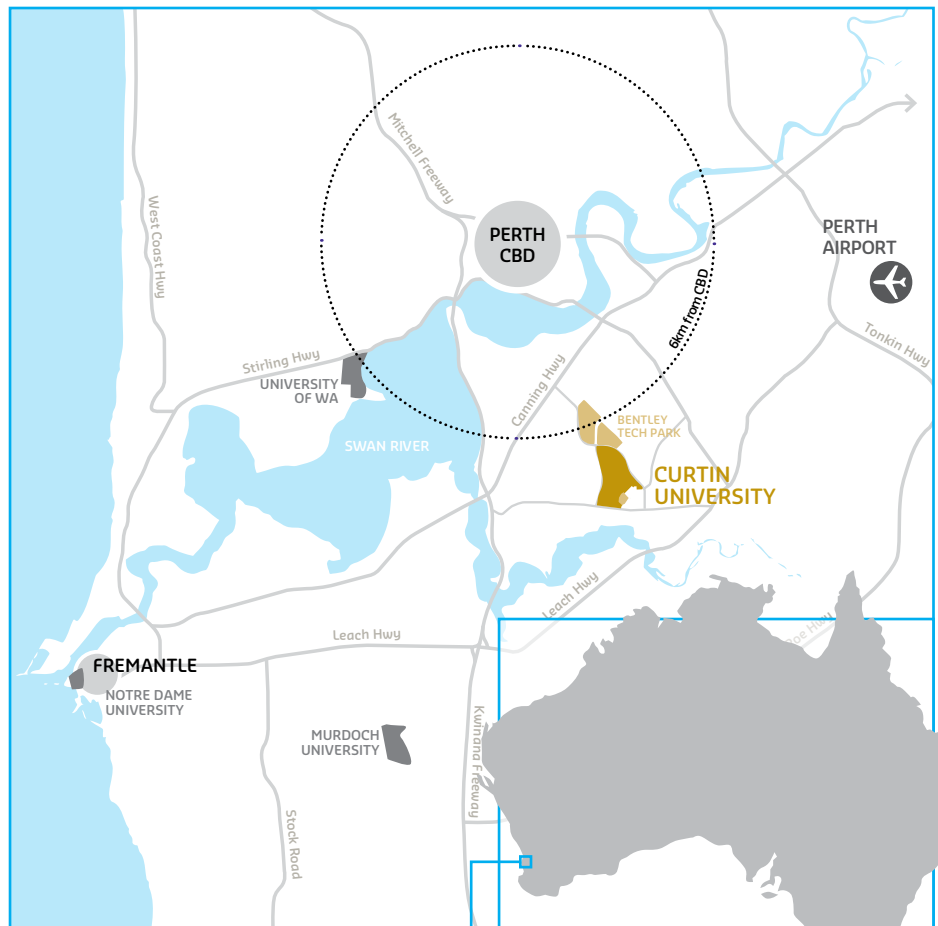 Mitchell Freeway
West Coast Hwy
PERTH
CBD
PERTH
AIRPORT
6km from CBD
Tonkin Hwy
Stirling Hwy
UNIVERSITY
OF WA
Canning Hwy
BENTLEY
TECH PARK
SWAN RIVER
CURTIN
UNIVERSITY
Leach Hwy
Roe Hwy
Leach Hwy
FREMANTLE
NOTRE DAME
UNIVERSITY
MURDOCH
UNIVERSITY
Kwinana Freeway
Stock Road